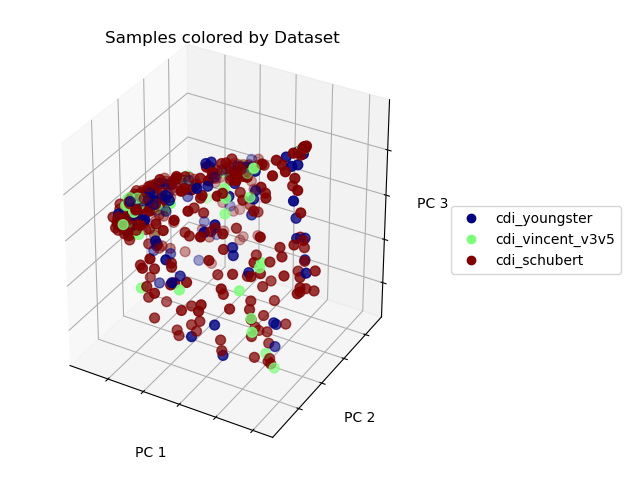 Samples colored by Dataset
PC 3
cdi_youngster
cdi_vincent_v3v5
cdi_schubert
PC 2
PC 1